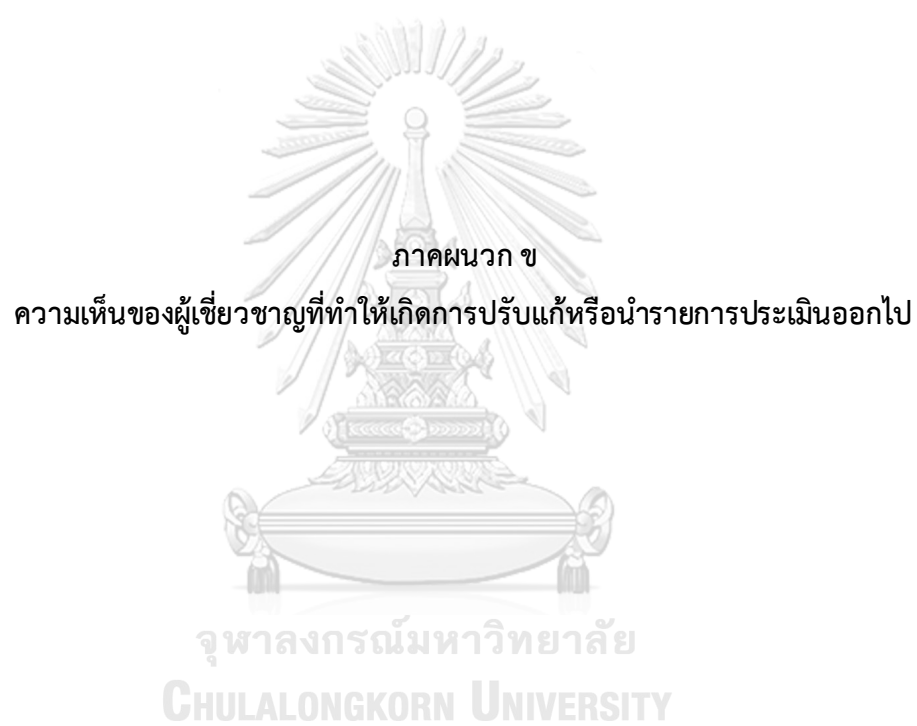 ภาคผนวก ข
ความเห็นของผู้เชี่ยวชาญที่ทำให้เกิดการปรับแก้หรือนำรายการประเมินออกไป
จุฬาลงกรณ์มหาวิทยาลัย
CHULALONGKORN UNIVERSITY